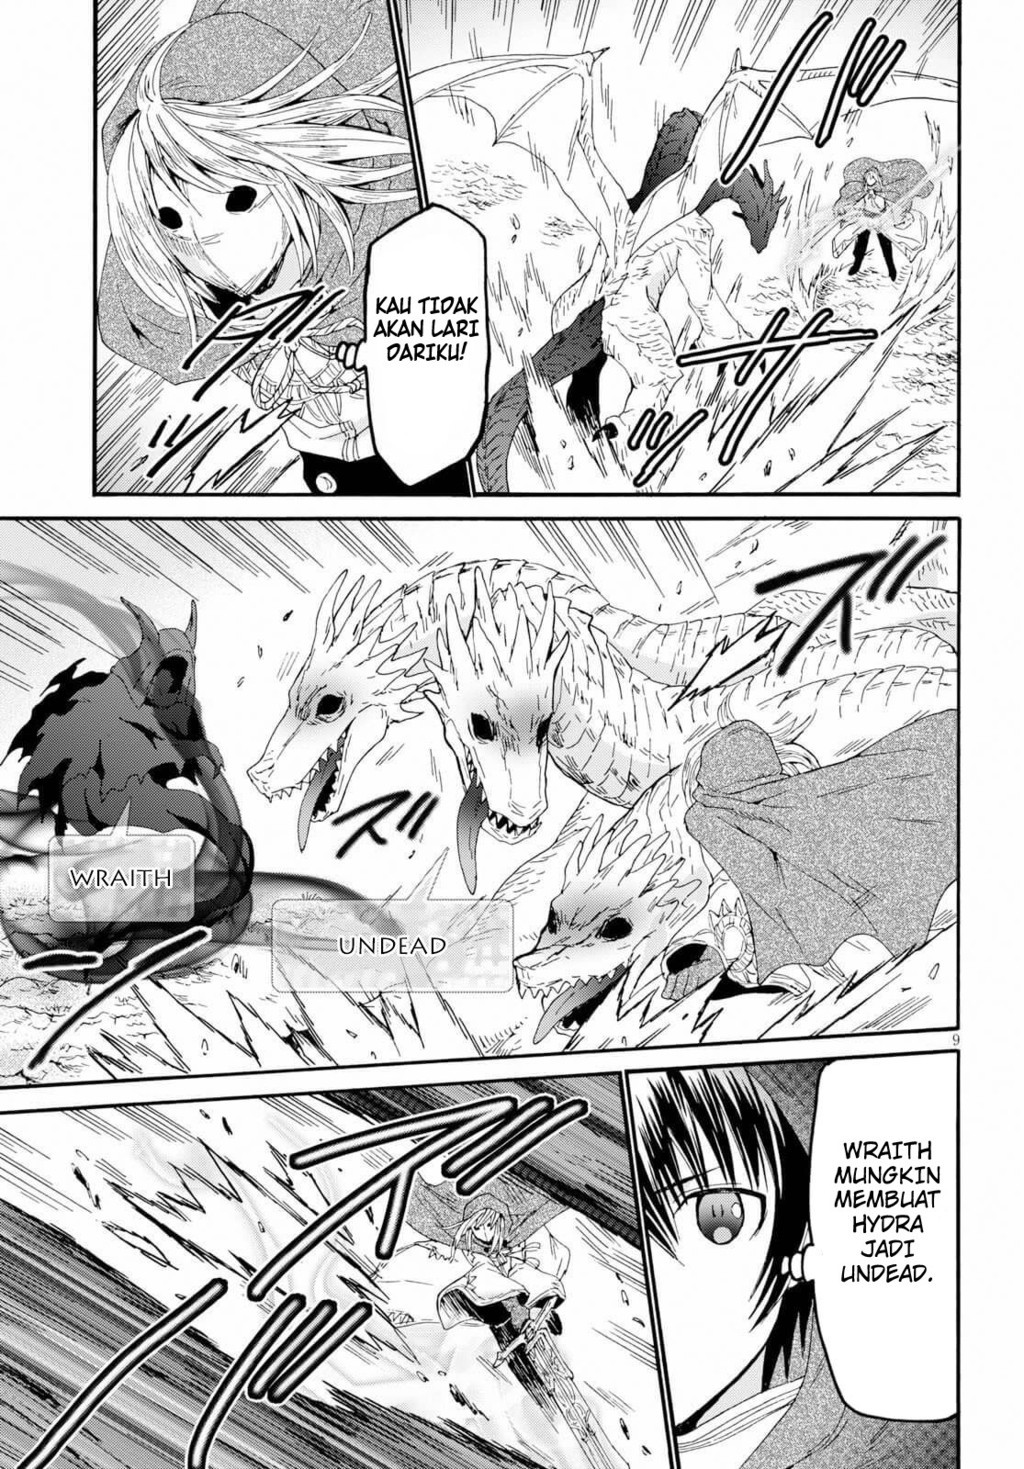 KAU TIDAK
AKAN LARI
DARIKU!
WRAITH
UNDEAD
9
WRAITH
MUNGKIN
MEMBUAT
HYDRA
JADI
UNDEAD.